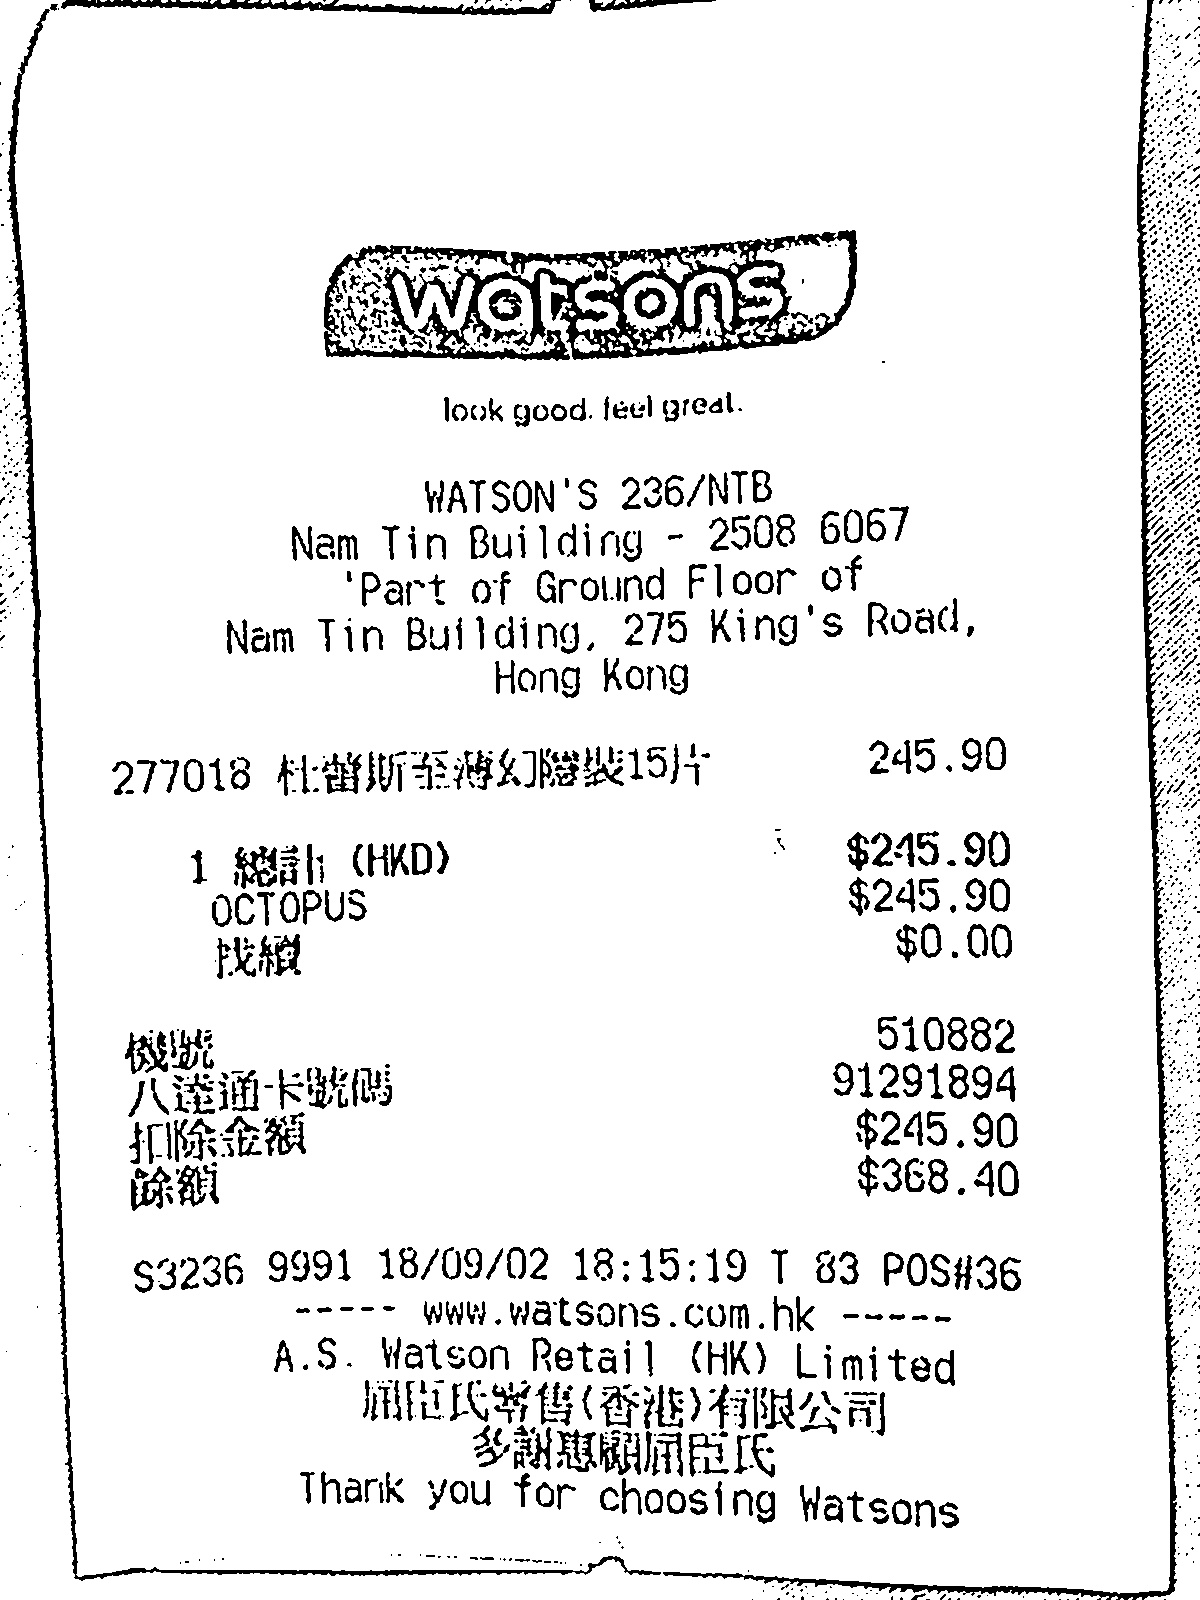 watsons
look good. feel great.
WATSON'S 236/NTB
Nam Tin Building - 2508 6067
'Part of Ground Floor of
Nam Tin Building, 275 King's Road,
Hong Kong
277018 杜蕾斯至薄幻隱裝15片 245.90
1 總計 (HKD) $245.90
OCTOPUS $245.90
找續 $0.00
機號 510882
八達通卡號碼 91291894
扣除金額 $245.90
餘額 $368.40
S3236 9991 18/09/02 18:15:19 T 83 POS#36
----- www.watsons.com.hk -----
A.S. Watson Retail (HK) Limited
屈臣氏零售(香港)有限公司
多謝惠顧屈臣氏
Thank you for choosing Watsons